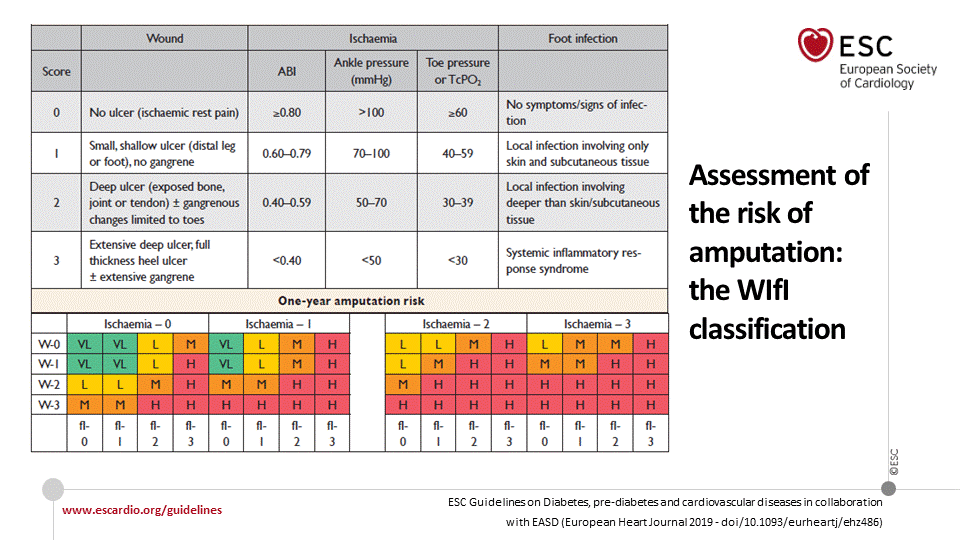 Wound Ischaemia Foot infection
Score ABI Ankle pressure (mmHg) Toe pressure or TcPO₂
0 No ulcer (ischaemic rest pain) ≥0.80 >100 ≥60 No symptoms/signs of infec-
tion
1 Small, shallow ulcer (distal leg
or foot), no gangrene 0.60–0.79 70–100 40–59 Local infection involving only
skin and subcutaneous tissue
2 Deep ulcer (exposed bone,
joint or tendon) ± gangrenous
changes limited to toes 0.40–0.59 50–70 30–39 Local infection involving
deeper than skin/subcutaneous
tissue
3 Extensive deep ulcer, full
thickness heel ulcer
± extensive gangrene <0.40 <50 <30 Systemic inflammatory res-
ponse syndrome
One-year amputation risk
Ischaemia – 0 Ischaemia – 1 Ischaemia – 2 Ischaemia – 3
W-0 VL VL L M VL L M H L L M H L M M H
W-1 VL VL L H VL L M H L M H H M M H H
W-2 L L M H M M H H M H H H H H H H
W-3 M M H H H H H H H H H H H H H H
fI-0 fI-1 fI-2 fI-3 fI-0 fI-1 fI-2 fI-3 fI-0 fI-1 fI-2 fI-3 fI-0 fI-1 fI-2 fI-3
ESC
European Society
of Cardiology
Assessment of
the risk of
amputation:
the WIfI
classification
©ESC
www.escardio.org/guidelines
ESC Guidelines on Diabetes, pre-diabetes and cardiovascular diseases in collaboration
with EASD (European Heart Journal 2019 - doi/10.1093/eurheartj/ehz486)